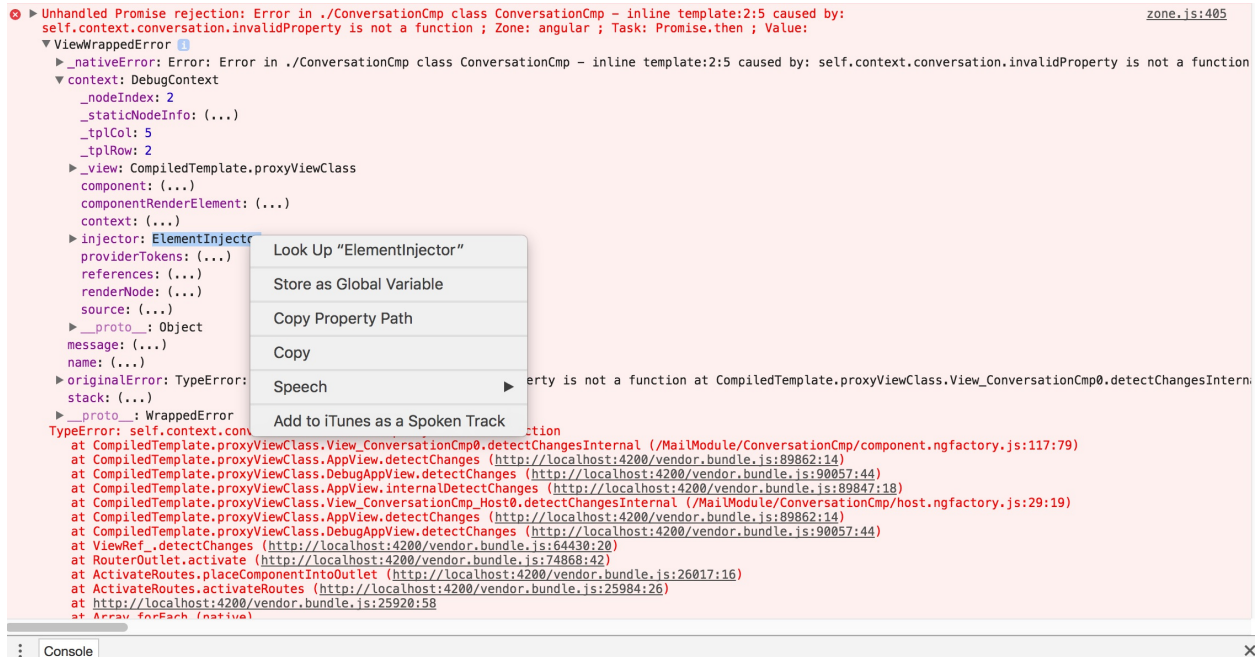 Unhandled Promise rejection: Error in ./ConversationCmp class ConversationCmp – inline template:2:5 caused by: zone.js:405
self.context.conversation.invalidProperty is not a function ; Zone: angular ; Task: Promise.then ; Value:
ViewWrappedError
_nativeError: Error: Error in ./ConversationCmp class ConversationCmp – inline template:2:5 caused by: self.context.conversation.invalidProperty is not a function
context: DebugContext
_nodeIndex: 2
_staticNodeInfo: (...)
_tplCol: 5
_tplRow: 2
_view: CompiledTemplate.proxyViewClass
component: (...)
componentRenderElement: (...)
context: (...)
injector: ElementInjecto
providerTokens: (...)
references: (...)
renderNode: (...)
source: (...)
__proto__: Object
message: (...)
name: (...)
originalError: TypeError: erty is not a function at CompiledTemplate.proxyViewClass.View_ConversationCmp0.detectChangesIntern
stack: (...)
__proto__: WrappedError
Look Up “ElementInjector”
Store as Global Variable
Copy Property Path
Copy
Speech
Add to iTunes as a Spoken Track
TypeError: self.context.conv ction
at CompiledTemplate.proxyViewClass.View_ConversationCmp0.detectChangesInternal (/MailModule/ConversationCmp/component.ngfactory.js:117:79)
at CompiledTemplate.proxyViewClass.AppView.detectChanges (http://localhost:4200/vendor.bundle.js:89862:14)
at CompiledTemplate.proxyViewClass.DebugAppView.detectChanges (http://localhost:4200/vendor.bundle.js:90057:44)
at CompiledTemplate.proxyViewClass.AppView.internalDetectChanges (http://localhost:4200/vendor.bundle.js:89847:18)
at CompiledTemplate.proxyViewClass.View_ConversationCmp_Host0.detectChangesInternal (/MailModule/ConversationCmp/host.ngfactory.js:29:19)
at CompiledTemplate.proxyViewClass.AppView.detectChanges (http://localhost:4200/vendor.bundle.js:89862:14)
at CompiledTemplate.proxyViewClass.DebugAppView.detectChanges (http://localhost:4200/vendor.bundle.js:90057:44)
at ViewRef_.detectChanges (http://localhost:4200/vendor.bundle.js:64430:20)
at RouterOutlet.activate (http://localhost:4200/vendor.bundle.js:74868:42)
at ActivateRoutes.placeComponentIntoOutlet (http://localhost:4200/vendor.bundle.js:26017:16)
at ActivateRoutes.activateRoutes (http://localhost:4200/vendor.bundle.js:25984:26)
at http://localhost:4200/vendor.bundle.js:25920:58
at Array.forEach (native)
Console